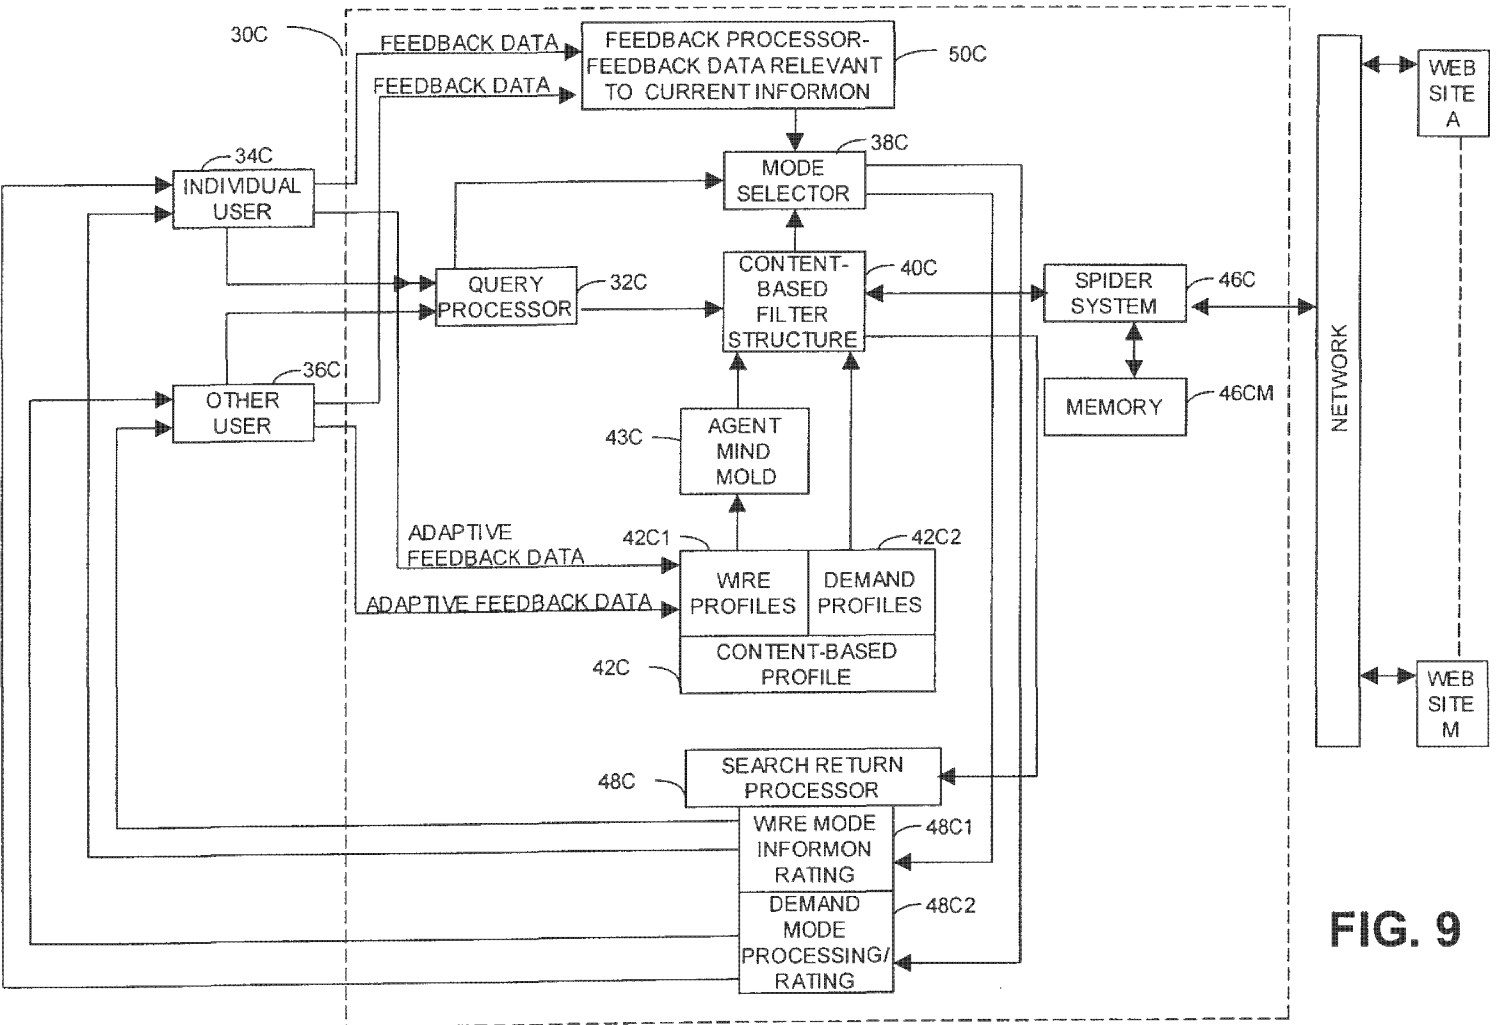 30C
FEEDBACK DATA
FEEDBACK DATA
FEEDBACK PROCESSOR-
FEEDBACK DATA RELEVANT
TO CURRENT INFORMON
50C
WEB
SITE
A
34C
INDIVIDUAL
USER
38C
MODE
SELECTOR
QUERY
PROCESSOR
32C
CONTENT-
BASED
FILTER
STRUCTURE
40C
SPIDER
SYSTEM
46C
MEMORY
46CM
NETWORK
36C
OTHER
USER
43C
AGENT
MIND
MOLD
ADAPTIVE
FEEDBACK DATA
ADAPTIVE FEEDBACK DATA
42C1
42C2
WIRE
PROFILES
DEMAND
PROFILES
42C
CONTENT-BASED
PROFILE
WEB
SITE
M
48C
SEARCH RETURN
PROCESSOR
WIRE MODE
INFORMON
RATING
48C1
DEMAND
MODE
PROCESSING/
RATING
48C2
FIG. 9